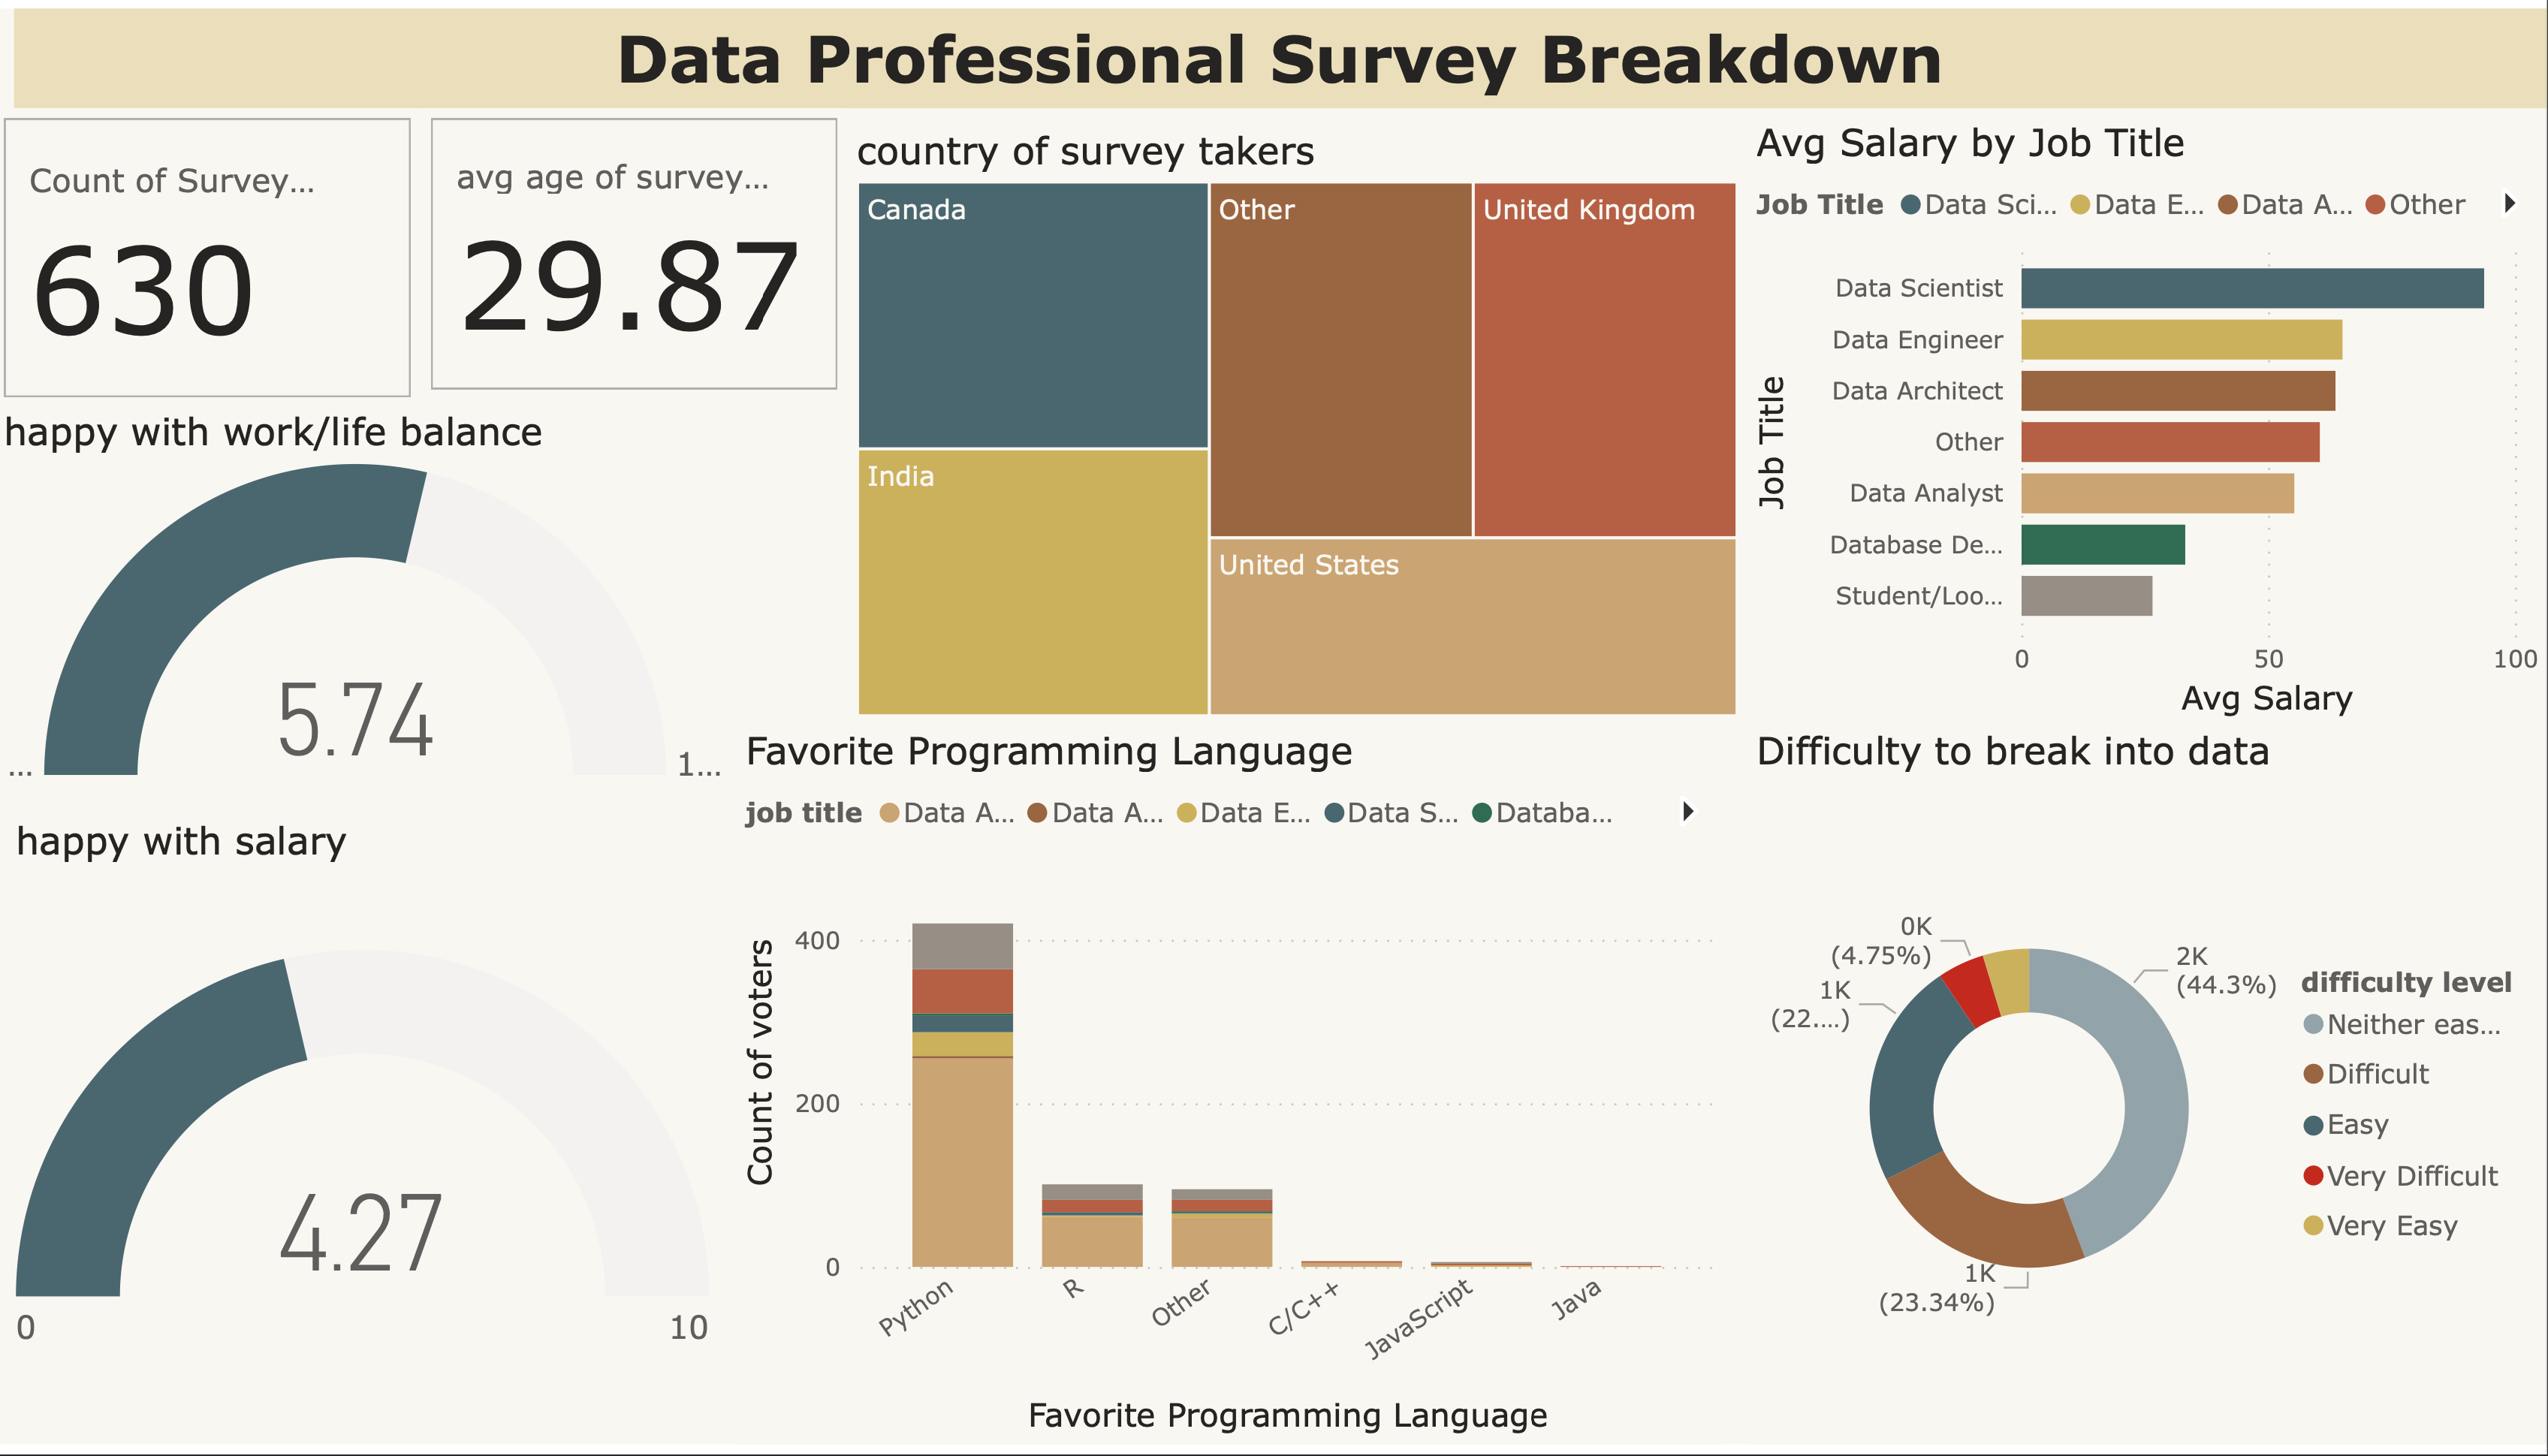 Data Professional Survey Breakdown
Count of Survey...
630
avg age of survey...
29.87
happy with work/life balance
5.74
...
1...
happy with salary
4.27
0
10
country of survey takers
Canada
Other
United Kingdom
India
United States
Avg Salary by Job Title
Job Title Data Sci... Data E... Data A... Other
Job Title
Data Scientist
Data Engineer
Data Architect
Other
Data Analyst
Database De...
Student/Loo...
0 50 100
Avg Salary
Favorite Programming Language
job title Data A... Data A... Data E... Data S... Databa...
Count of voters
400
200
0
Python
R
Other
C/C++
JavaScript
Java
Favorite Programming Language
Difficulty to break into data
0K
(4.75%)
2K
(44.3%)
1K
(22....)
1K
(23.34%)
difficulty level
Neither eas...
Difficult
Easy
Very Difficult
Very Easy